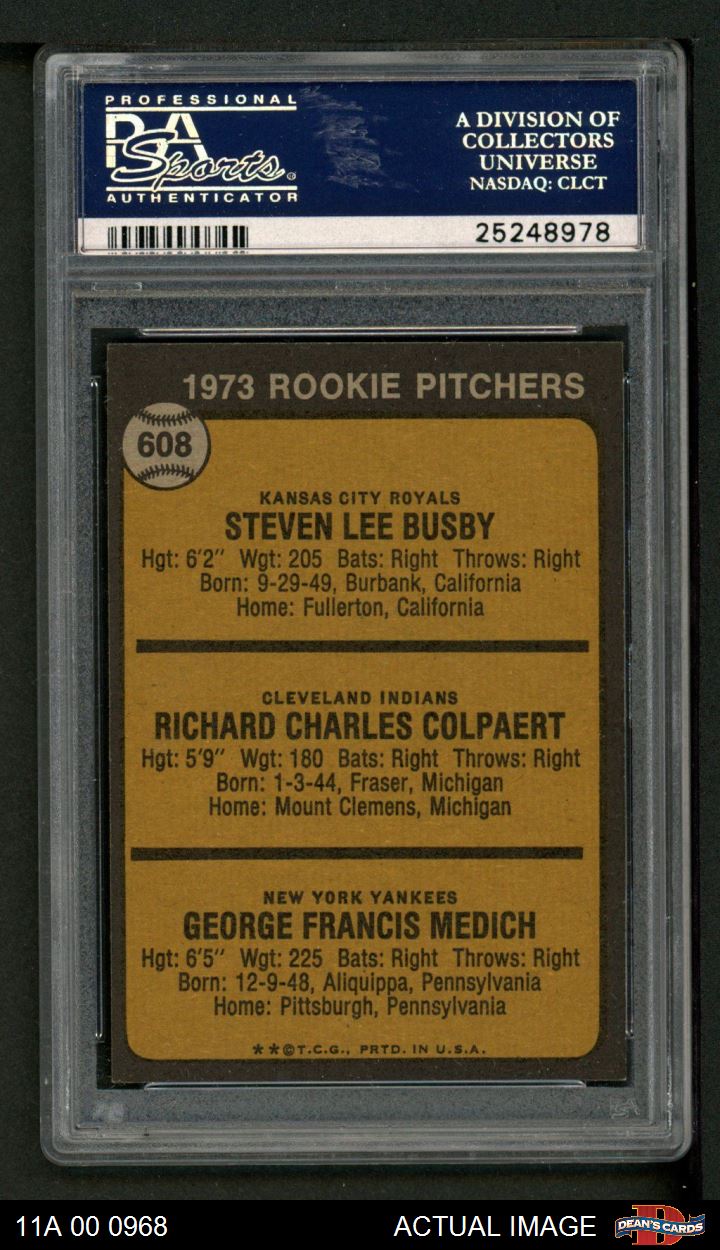 PROFESSIONAL
PSA
Sports®
AUTHENTICATOR
A DIVISION OF
COLLECTORS
UNIVERSE
NASDAQ: CLCT
25248978
1973 ROOKIE PITCHERS
608
KANSAS CITY ROYALS
STEVEN LEE BUSBY
Hgt: 6'2" Wgt: 205 Bats: Right Throws: Right
Born: 9-29-49, Burbank, California
Home: Fullerton, California
CLEVELAND INDIANS
RICHARD CHARLES COLPAERT
Hgt: 5'9" Wgt: 180 Bats: Right Throws: Right
Born: 1-3-44, Fraser, Michigan
Home: Mount Clemens, Michigan
NEW YORK YANKEES
GEORGE FRANCIS MEDICH
Hgt: 6'5" Wgt: 225 Bats: Right Throws: Right
Born: 12-9-48, Aliquippa, Pennsylvania
Home: Pittsburgh, Pennsylvania
**©T.C.G., PRTD. IN U.S.A.
11A 00 0968 ACTUAL IMAGE
D
DEAN'S CARDS